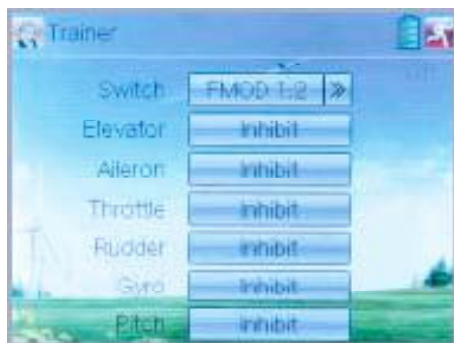 Trainer
Switch FMOD 1:2 »
Elevator Inhibit
Aileron Inhibit
Throttle Inhibit
Rudder Inhibit
Gyro Inhibit
Pitch Inhibit